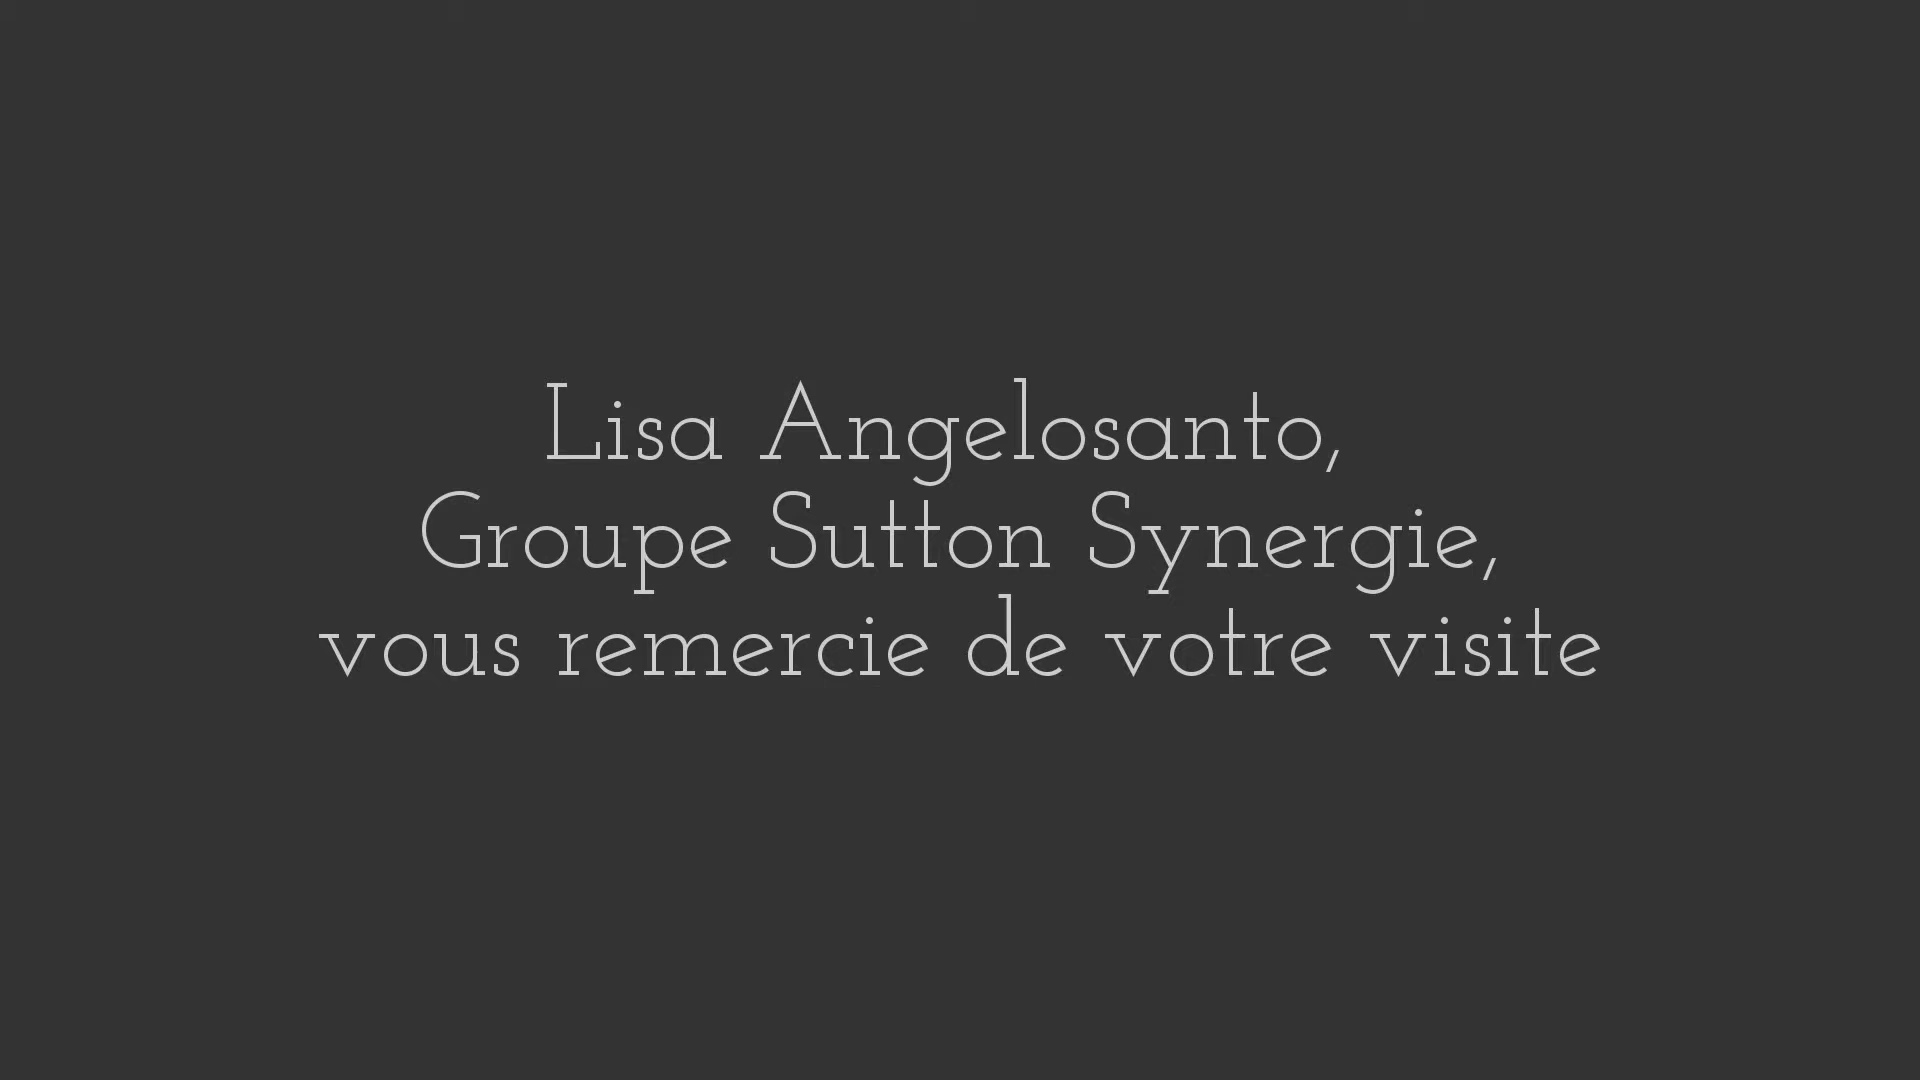 Lisa Angelosanto,
Groupe Sutton Synergie,
vous remercie de votre visite